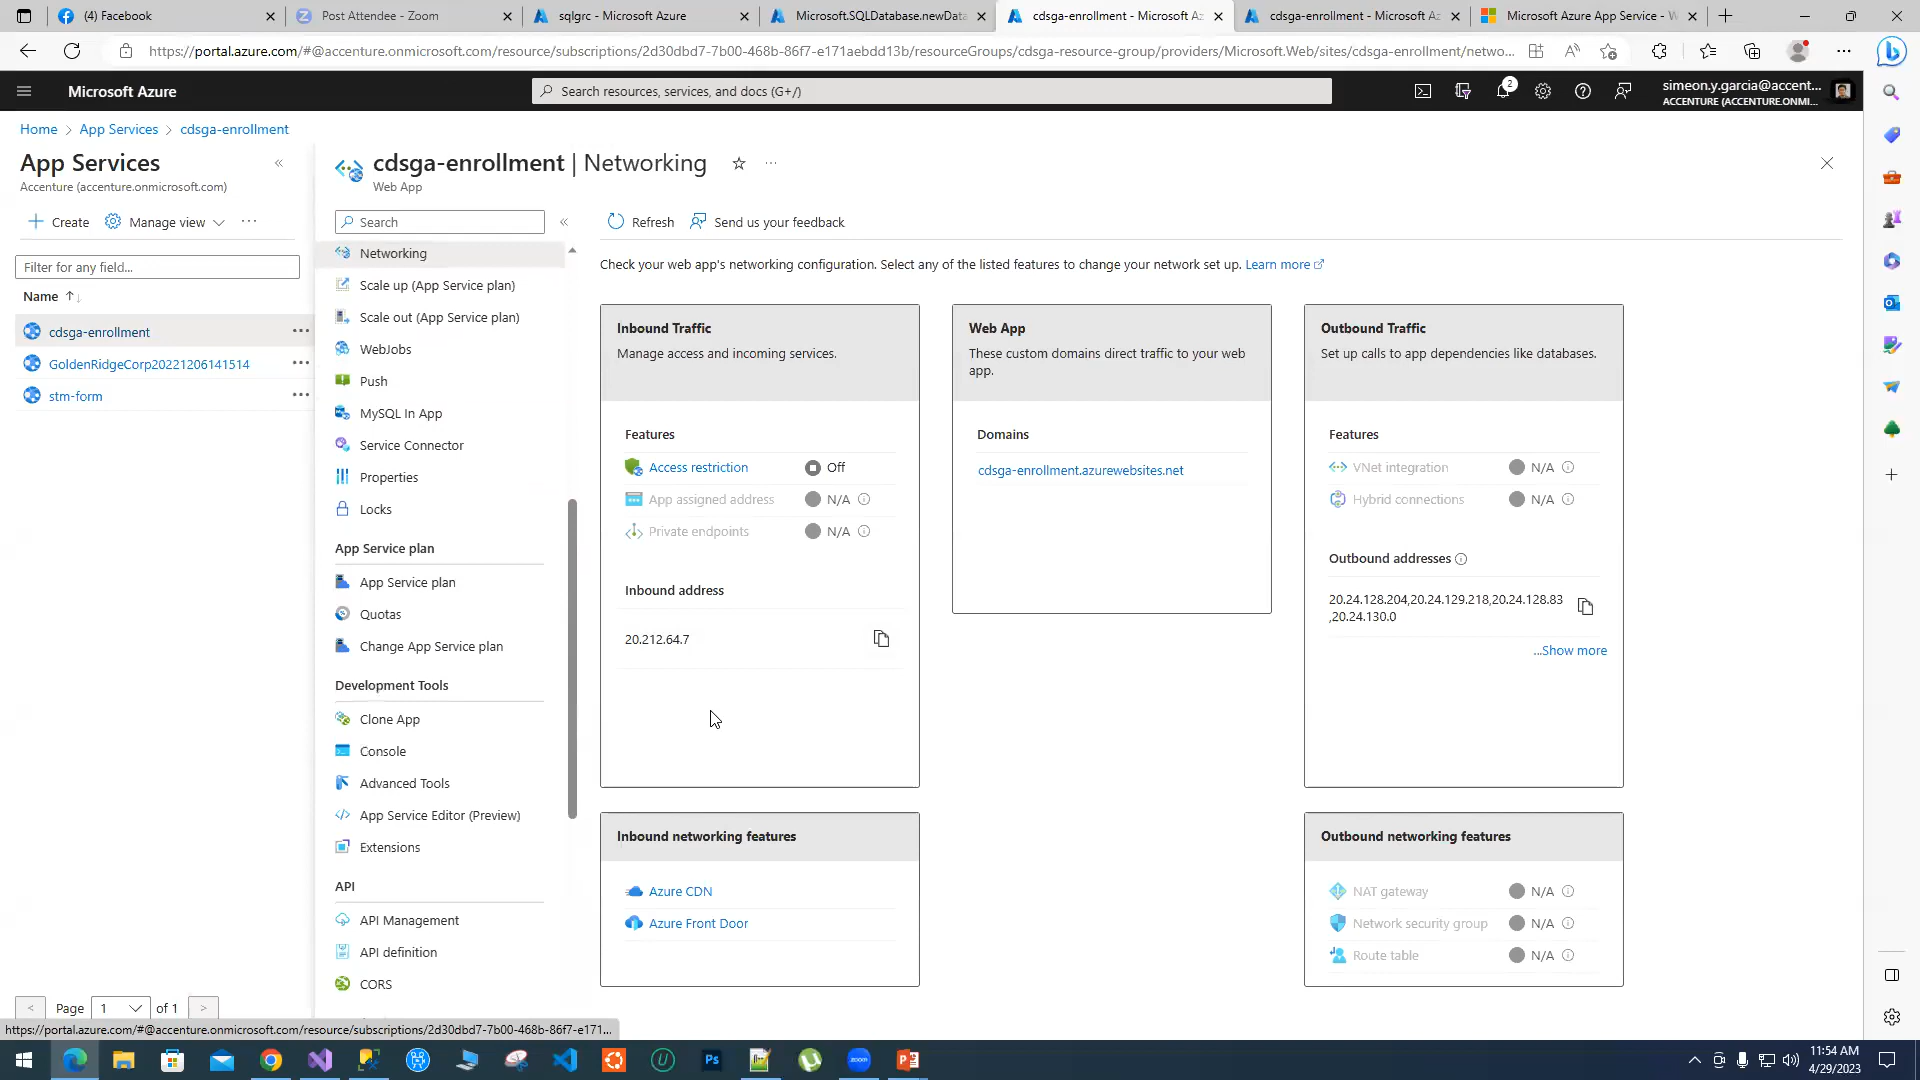 (4) Facebook
Post Attendee - Zoom
sqlgrc - Microsoft Azure
Microsoft.SQLDatabase.newData
cdsga-enrollment - Microsoft Az
cdsga-enrollment - Microsoft Az
Microsoft Azure App Service - W
https://portal.azure.com/#@accenture.onmicrosoft.com/resource/subscriptions/2d30dbd7-7b00-468b-86f7-e171aebdd13b/resourceGroups/cdsga-resource-group/providers/Microsoft.Web/sites/cdsga-enrollment/netwo...
Microsoft Azure
Search resources, services, and docs (G+/)
2
simeon.y.garcia@accent...
ACCENTURE (ACCENTURE.ONMI...
Home > App Services > cdsga-enrollment
App Services
Accenture (accenture.onmicrosoft.com)
Create
Manage view
Filter for any field...
Name
cdsga-enrollment
GoldenRidgeCorp20221206141514
stm-form
< Page 1 of 1 >
cdsga-enrollment | Networking
Web App
Search
Networking
Scale up (App Service plan)
Scale out (App Service plan)
WebJobs
Push
MySQL In App
Service Connector
Properties
Locks
App Service plan
App Service plan
Quotas
Change App Service plan
Development Tools
Clone App
Console
Advanced Tools
App Service Editor (Preview)
Extensions
API
API Management
API definition
CORS
Refresh
Send us your feedback
Check your web app's networking configuration. Select any of the listed features to change your network set up. Learn more
Inbound Traffic
Manage access and incoming services.
Features
Access restriction Off
App assigned address N/A
Private endpoints N/A
Inbound address
20.212.64.7
Inbound networking features
Azure CDN
Azure Front Door
Web App
These custom domains direct traffic to your web
app.
Domains
cdsga-enrollment.azurewebsites.net
Outbound Traffic
Set up calls to app dependencies like databases.
Features
VNet integration N/A
Hybrid connections N/A
Outbound addresses
20.24.128.204,20.24.129.218,20.24.128.83
,20.24.130.0
...Show more
Outbound networking features
NAT gateway N/A
Network security group N/A
Route table N/A
https://portal.azure.com/#@accenture.onmicrosoft.com/resource/subscriptions/2d30dbd7-7b00-468b-86f7-e171...
Ps
zoom
11:54 AM
4/29/2023